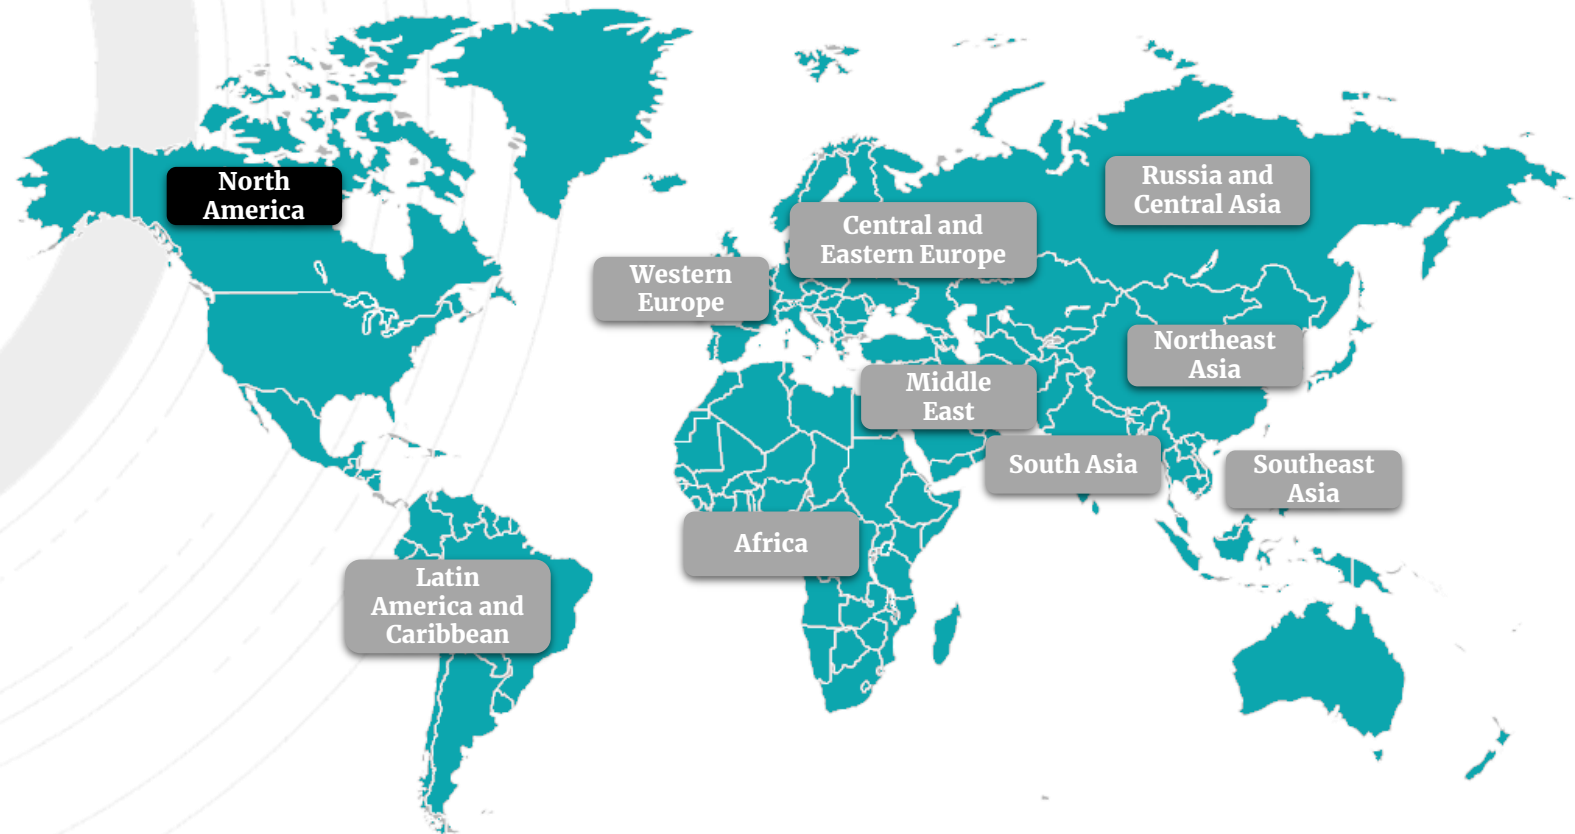 North
America
Russia and
Central Asia
Central and
Eastern Europe
Western
Europe
Northeast
Asia
Middle
East
South Asia
Southeast
Asia
Africa
Latin
America and
Caribbean